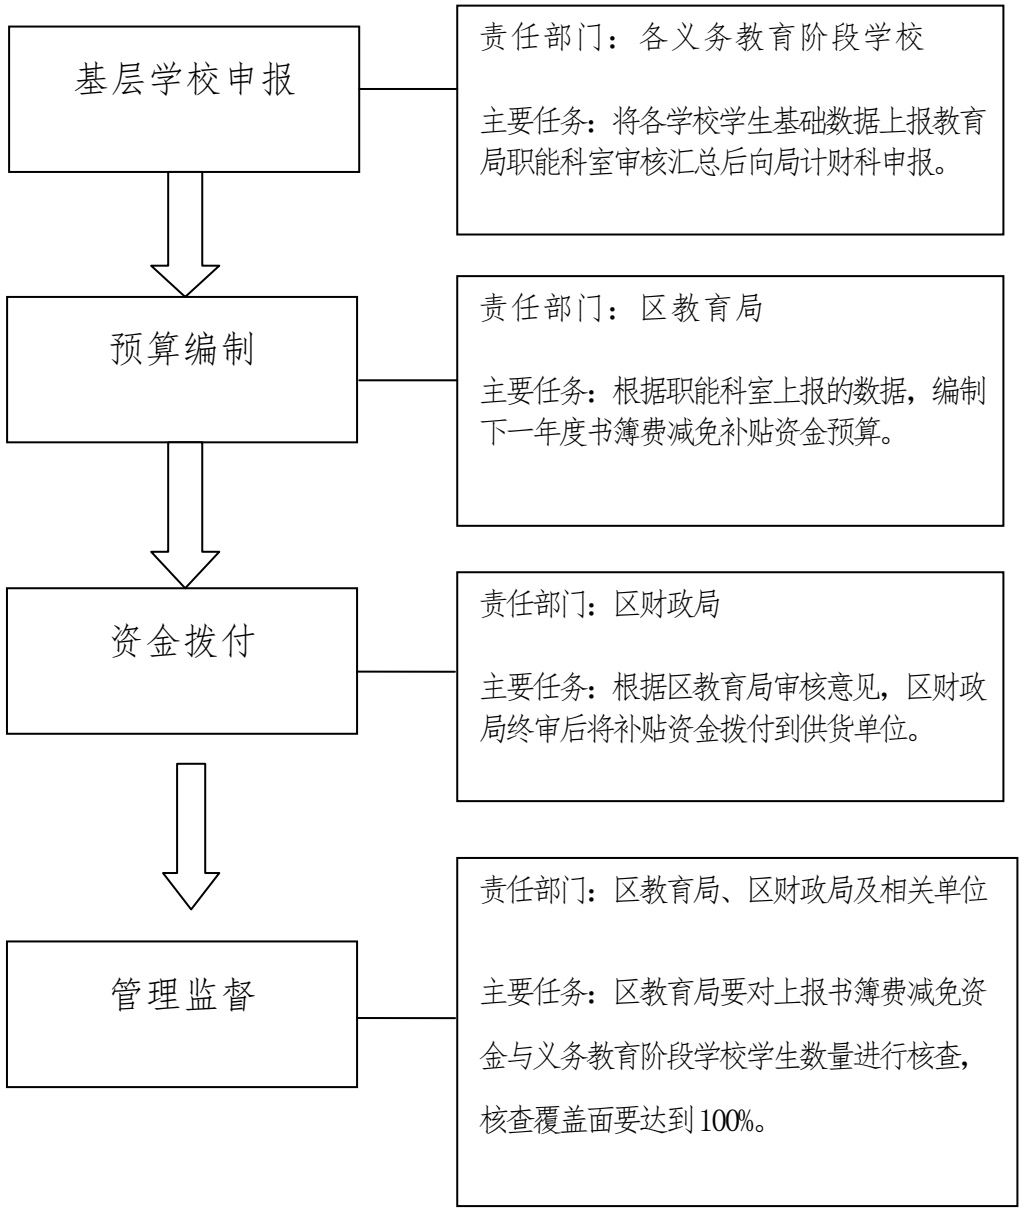 基层学校申报
责任部门：各义务教育阶段学校
主要任务：将各学校学生基础数据上报教育
局职能科室审核汇总后向局计财科申报。
预算编制
责任部门：区教育局
主要任务：根据职能科室上报的数据，编制
下一年度书簿费减免补贴资金预算。
资金拨付
责任部门：区财政局
主要任务：根据区教育局审核意见，区财政
局终审后将补贴资金拨付到供货单位。
管理监督
责任部门：区教育局、区财政局及相关单位
主要任务：区教育局要对上报书簿费减免资
金与义务教育阶段学校学生数量进行核查，
核查覆盖面要达到100%。